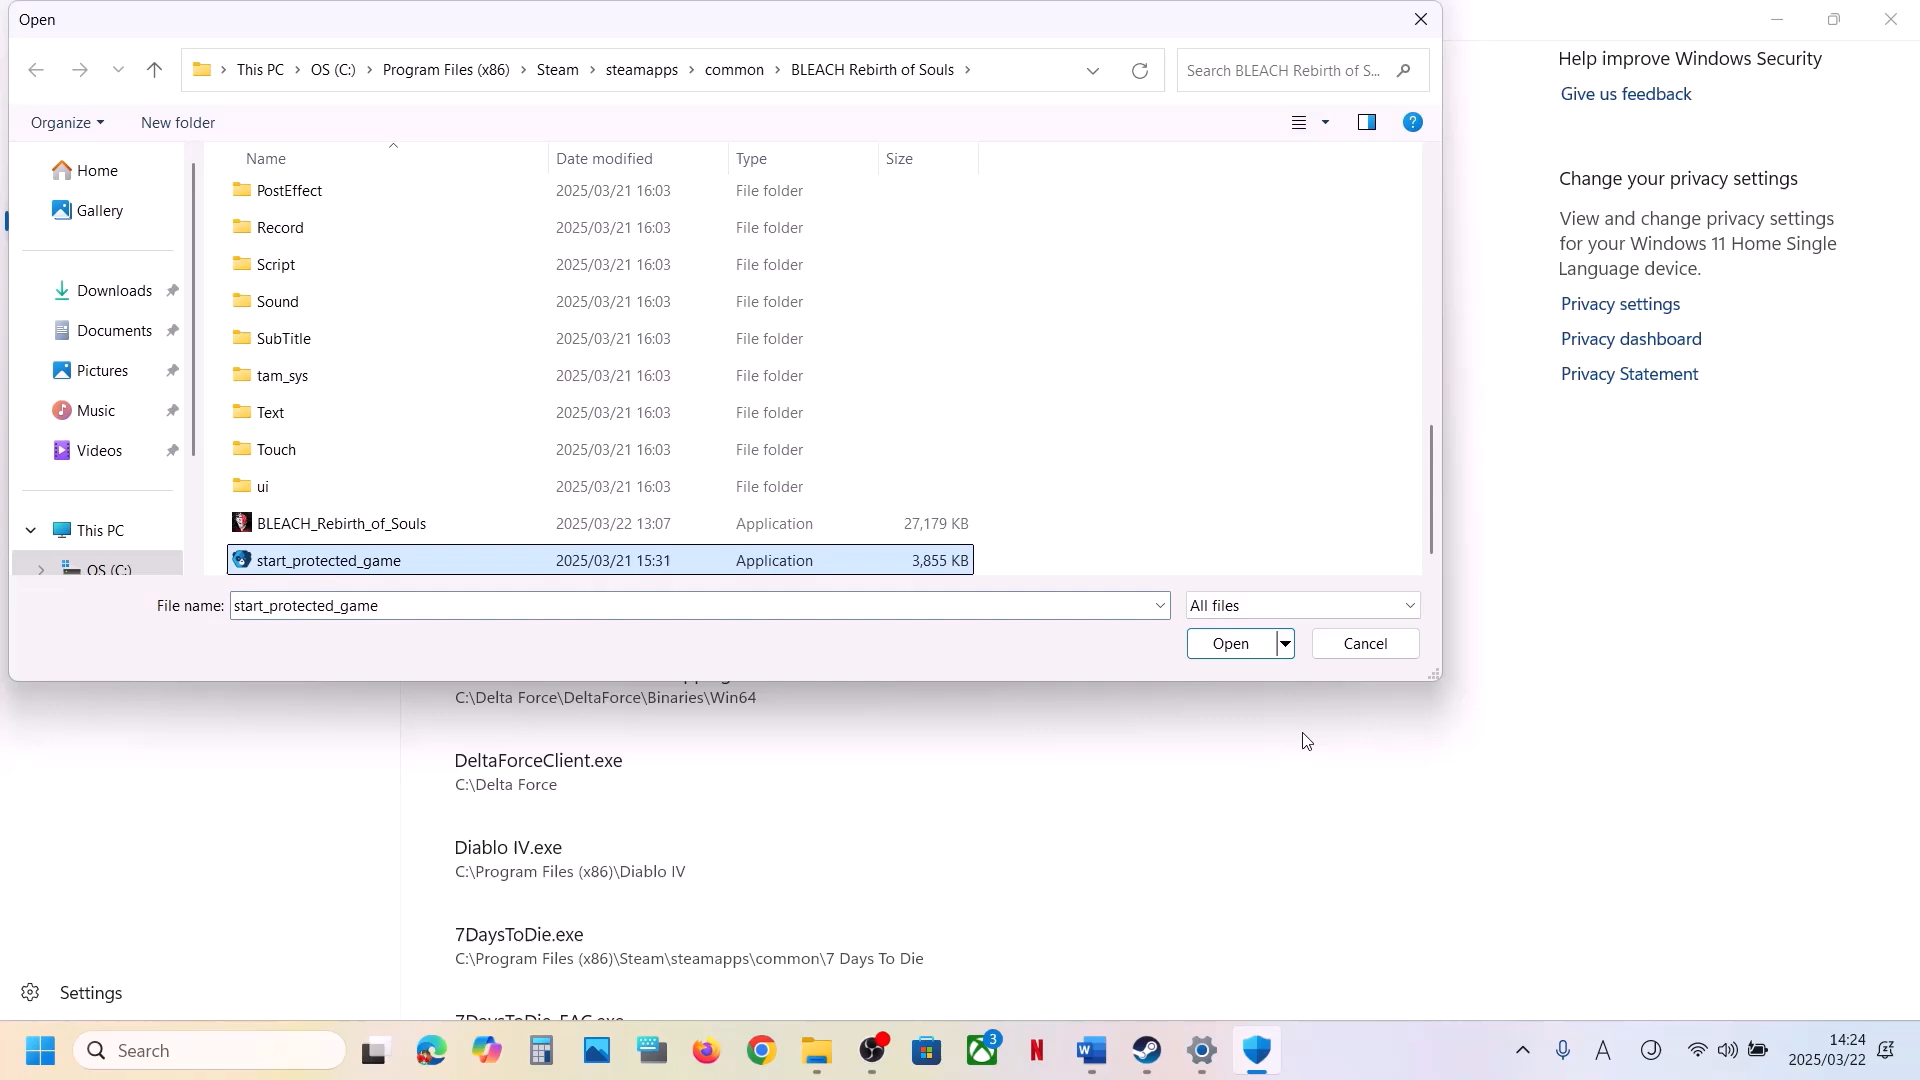 Open
This PC > OS (C:) > Program Files (x86) > Steam > steamapps > common > BLEACH Rebirth of Souls >
Search BLEACH Rebirth of S...
Organize
New folder
Name
Date modified
Type
Size
Home
Gallery
Downloads
Documents
Pictures
Music
Videos
This PC
OS (C:)
PostEffect 2025/03/21 16:03 File folder
Record 2025/03/21 16:03 File folder
Script 2025/03/21 16:03 File folder
Sound 2025/03/21 16:03 File folder
SubTitle 2025/03/21 16:03 File folder
tam_sys 2025/03/21 16:03 File folder
Text 2025/03/21 16:03 File folder
Touch 2025/03/21 16:03 File folder
ui 2025/03/21 16:03 File folder
BLEACH_Rebirth_of_Souls 2025/03/22 13:07 Application 27,179 KB
start_protected_game 2025/03/21 15:31 Application 3,855 KB
File name: start_protected_game
All files
Open
Cancel
Help improve Windows Security
Give us feedback
Change your privacy settings
View and change privacy settings
for your Windows 11 Home Single
Language device.
Privacy settings
Privacy dashboard
Privacy Statement
C:\Delta Force\DeltaForce\Binaries\Win64
DeltaForceClient.exe
C:\Delta Force
Diablo IV.exe
C:\Program Files (x86)\Diablo IV
7DaysToDie.exe
C:\Program Files (x86)\Steam\steamapps\common\7 Days To Die
7DaysToDie_EAC.exe
Settings
Search
3
14:24
2025/03/22